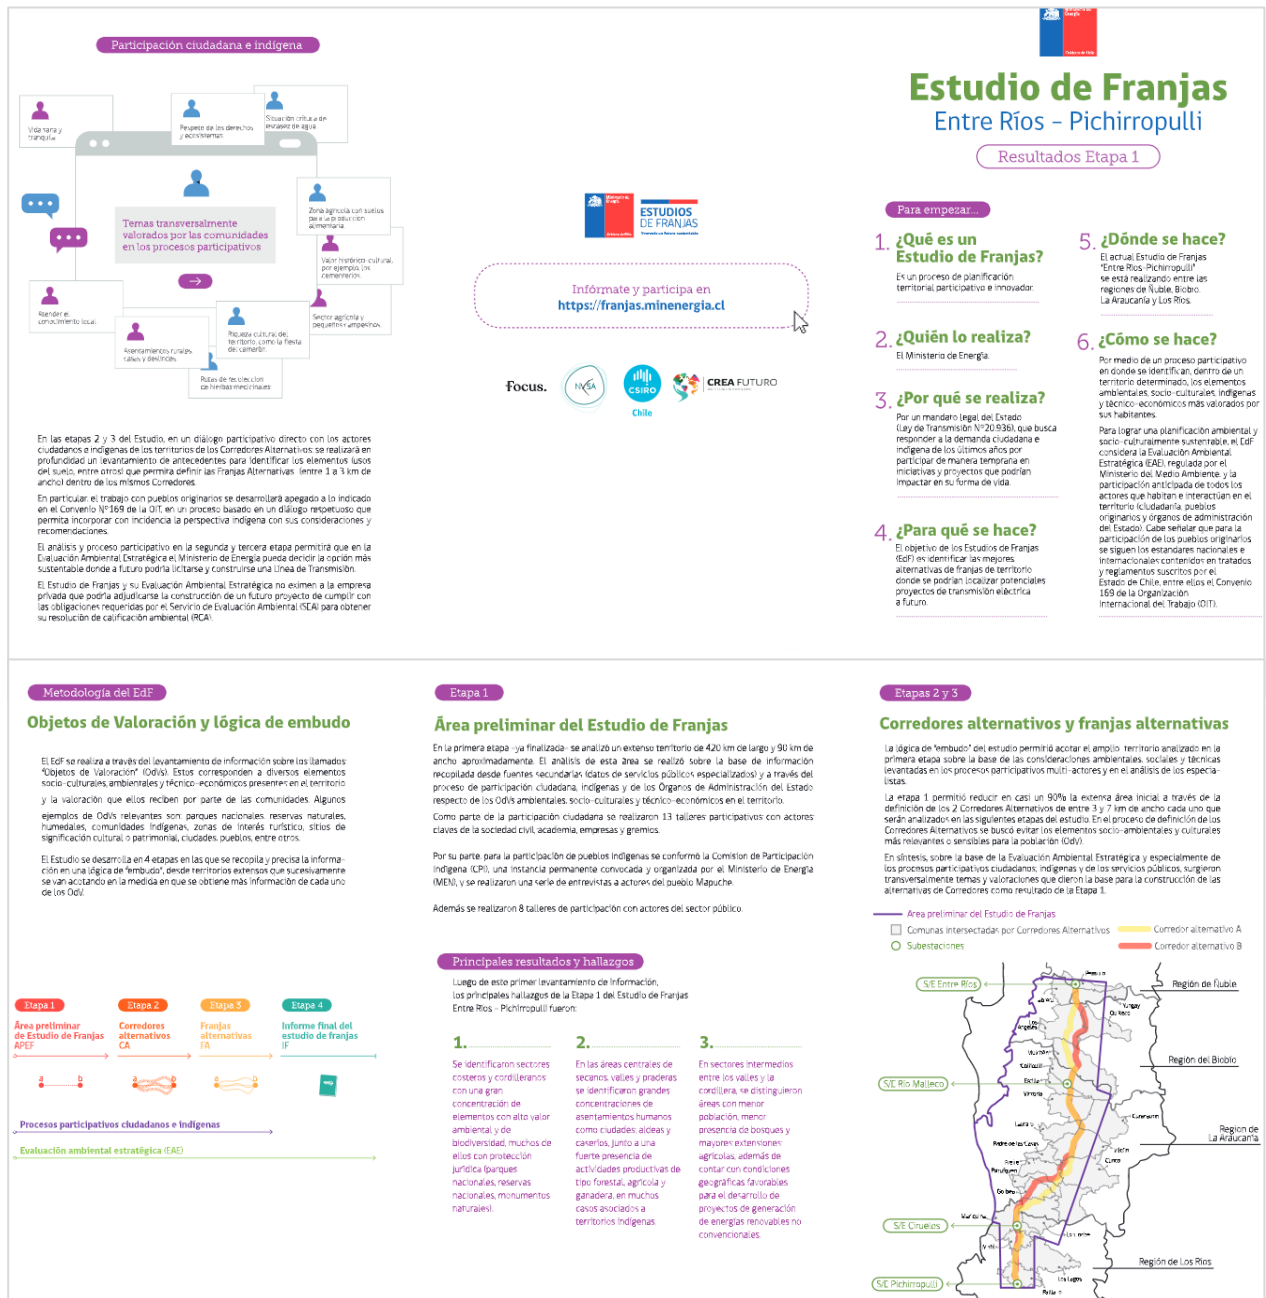 Participación ciudadana e indígena
Vida sana y
tranquila
Respeto de los derechos
y ecosistemas
Situación crítica de
escasez de agua
Temas transversalmente
valorados por las comunidades
en los procesos participativos
Zona agrícola con suelos
para la producción
alimentaria.
Valor histórico-cultural,
por ejemplo, los
cementerios.
Sector agrícola y
pequeños campesinos.
Atender el
conocimiento local.
Asentamientos rurales,
Riqueza cultural del
territorio, como la fiesta
del camarón.
Rutas de recolección
de hierbas medicinales
En las etapas 2 y 3 del Estudio, en un diálogo participativo directo con los actores
ciudadanos e indígenas de los territorios de los Corredores Alternativos se realizará en
profundidad un levantamiento de antecedentes para identificar los elementos (usos
del suelo, entre otros) que permita definir las Franjas Alternativas (entre 1 a 3 km de
ancho) dentro de los mismos Corredores.
En particular, el trabajo con pueblos originarios se desarrollará apegado a lo indicado
en el Convenio N°169 de la OIT, en un proceso basado en un diálogo respetuoso que
permita incorporar con incidencia la perspectiva indígena con sus consideraciones y
recomendaciones.
El análisis y proceso participativo en la segunda y tercera etapa permitirá que en la
Evaluación Ambiental Estratégica el Ministerio de Energía pueda decidir la opción más
sustentable donde a futuro podría licitarse y construirse una Línea de Transmisión.
El Estudio de Franjas y su Evaluación Ambiental Estratégica no eximen a la empresa
privada que podría adjudicarse la construcción de un futuro proyecto de cumplir con
las obligaciones requeridas por el Servicio de Evaluación Ambiental (SEA) para obtener
su resolución de calificación ambiental (RCA).
ESTUDIOS
DE FRANJAS
Infórmate y participa en
https://franjas.minenergia.cl
Focus.
CSIRO
Chile
CREA FUTURO
Estudio de Franjas
Entre Ríos - Pichirropulli
Resultados Etapa 1
Para empezar...
1. ¿Qué es un
Estudio de Franjas?
Es un proceso de planificación
territorial participativo e innovador.
2. ¿Quién lo realiza?
El Ministerio de Energía.
3. ¿Por qué se realiza?
Por un mandato legal del Estado
(Ley de Transmisión N°20.936), que busca
responder a la demanda ciudadana e
indígena de los últimos años por
participar de manera temprana en
iniciativas y proyectos que podrían
impactar en su forma de vida.
4. ¿Para qué se hace?
El objetivo de los Estudios de Franjas
(EdF) es identificar las mejores
alternativas de franjas de territorio
donde se podrían localizar potenciales
proyectos de transmisión eléctrica
a futuro.
5. ¿Dónde se hace?
El actual Estudio de Franjas
"Entre Ríos-Pichirropulli"
se está realizando entre las
regiones de Ñuble, Biobío,
La Araucanía y Los Ríos.
6. ¿Cómo se hace?
Por medio de un proceso participativo
en donde se identifican, dentro de un
territorio determinado, los elementos
ambientales, socio-culturales, indígenas
y técnico-económicos más valorados por
sus habitantes.
Para lograr una planificación ambiental y
socio-culturalmente sustentable, el EdF
considera la Evaluación Ambiental
Estratégica (EAE), regulada por el
Ministerio del Medio Ambiente, y la
participación anticipada de todos los
actores que habitan e interactúan en el
territorio (ciudadanía, pueblos
originarios y órganos de administración
del Estado). Cabe señalar que para la
participación de los pueblos originarios
se siguen los estandares nacionales e
internacionales contenidos en tratados
y reglamentos suscritos por el
Estado de Chile, entre ellos el Convenio
169 de la Organización
Internacional del Trabajo (OIT).
Metodología del EdF
Objetos de Valoración y lógica de embudo
El EdF se realiza a través del levantamiento de información sobre los llamados
"Objetos de Valoración" (OdVs). Estos corresponden a diversos elementos
socio-culturales, ambientales y técnico-económicos presentes en el territorio
y la valoración que ellos reciben por parte de las comunidades. Algunos
ejemplos de OdVs relevantes son: parques nacionales, reservas naturales,
humedales, comunidades indígenas, zonas de interés turístico, sitios de
significación cultural o patrimonial, ciudades, pueblos, entre otros.
El Estudio se desarrolla en 4 etapas en las que se recopila y precisa la informa-
ción en una lógica de "embudo", desde territorios extensos que sucesivamente
se van acotando en la medida en que se obtiene más información de cada uno
de los OdV.
Etapa 1
Área preliminar
de Estudio de Franjas
APEF
Etapa 2
Corredores
alternativos
CA
Etapa 3
Franjas
alternativas
FA
Etapa 4
Informe final del
estudio de franjas
IF
a b
a b
a b
Procesos participativos ciudadanos e indígenas
Evaluación ambiental estratégica (EAE)
Etapa 1
Área preliminar del Estudio de Franjas
En la primera etapa -ya finalizada- se analizó un extenso territorio de 420 km de largo y 90 km de
ancho aproximadamente. El análisis de esta área se realizó sobre la base de información
recopilada desde fuentes secundarias (datos de servicios públicos especializados) y a través del
proceso de participación ciudadana, indígenas y de los Órganos de Administración del Estado
respecto de los OdVs ambientales, socio-culturales y técnico-económicos en el territorio.
Como parte de la participación ciudadana se realizaron 13 talleres participativos con actores
claves de la sociedad civil, academia, empresas y gremios.
Por su parte, para la participación de pueblos indígenas se conformó la Comision de Participación
Indígena (CPI), una instancia permanente convocada y organizada por el Ministerio de Energía
(MEN), y se realizaron una serie de entrevistas a actores del pueblo Mapuche.
Además se realizaron 8 talleres de participación con actores del sector público.
Principales resultados y hallazgos
Luego de este primer levantamiento de información,
los principales hallazgos de la Etapa 1 del Estudio de Franjas
Entre Ríos - Pichirropulli fueron:
1.
Se identificaron sectores
costeros y cordilleranos
con una gran
concentración de
elementos con alto valor
ambiental y de
biodiversidad, muchos de
ellos con protección
jurídica (parques
nacionales, reservas
nacionales, monumentos
naturales).
2.
En las áreas centrales de
secanos, valles y praderas
se identificaron grandes
concentraciones de
asentamientos humanos
como ciudades, aldeas y
caseríos, junto a una
fuerte presencia de
actividades productivas de
tipo forestal, agrícola y
ganadera, en muchos
casos asociados a
territorios indígenas.
3.
En sectores intermedios
entre los valles y la
cordillera, se distinguieron
áreas con menor
población, menor
presencia de bosques y
mayores extensiones
agrícolas, además de
contar con condiciones
geográficas favorables
para el desarrollo de
proyectos de generación
de energías renovables no
convencionales.
Etapas 2 y 3
Corredores alternativos y franjas alternativas
La lógica de "embudo" del estudio permitió acotar el amplio territorio analizado en la
primera etapa sobre la base de las consideraciones ambientales, sociales y técnicas
levantadas en los procesos participativos multi-actores y en el análisis de los especia-
listas.
La etapa 1 permitió reducir en casi un 90% la extensa área inicial a través de la
definición de los 2 Corredores Alternativos de entre 3 y 7 km de ancho cada uno que
serán analizados en las siguientes etapas del estudio. En el proceso de definición de los
Corredores Alternativos se buscó evitar los elementos socio-ambientales y culturales
más relevantes o sensibles para la población (OdV).
En síntesis, sobre la base de la Evaluación Ambiental Estratégica y especialmente de
los procesos participativos ciudadanos, indígenas y de los servicios públicos, surgieron
transversalmente temas y valoraciones que dieron la base para la construcción de las
alternativas de Corredores como resultado de la Etapa 1.
Area preliminar del Estudio de Franjas
Comunas intersectadas por Corredores Alternativos
Corredor alternativo A
Subestaciones
Corredor alternativo B
S/E Entre Ríos
Región de Ñuble
Yungay
Quilleco
Los
Angeles
Mulchén
Región del Biobío
Collipulli
S/E Río Malleco
Ercilla
Victoria
Curarrehue
Lautaro
Región de
La Araucanía
Padre de las Casas
Vilcún
Freire
Cunco
Pitrufquén
Gorbea
Mariquina
S/E Ciruelos
Máfil
Región de Los Ríos
Los Lagos
S/E Pichirropulli
Paillaco